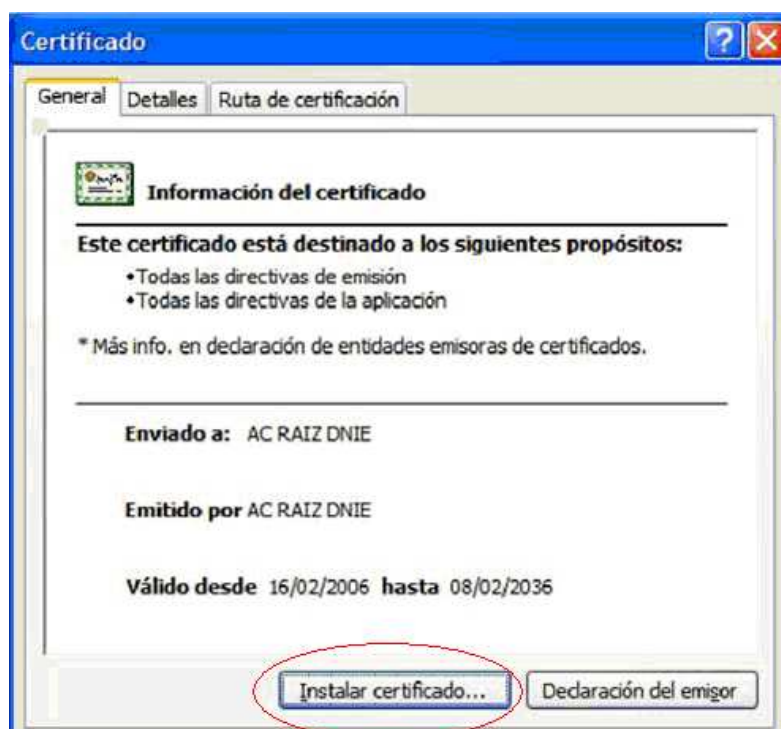 Certificado
General Detalles Ruta de certificación
Información del certificado
Este certificado está destinado a los siguientes propósitos:
•Todas las directivas de emisión
•Todas las directivas de la aplicación
* Más info. en declaración de entidades emisoras de certificados.
Enviado a: AC RAIZ DNIE
Emitido por AC RAIZ DNIE
Válido desde 16/02/2006 hasta 08/02/2036
Instalar certificado... Declaración del emisor